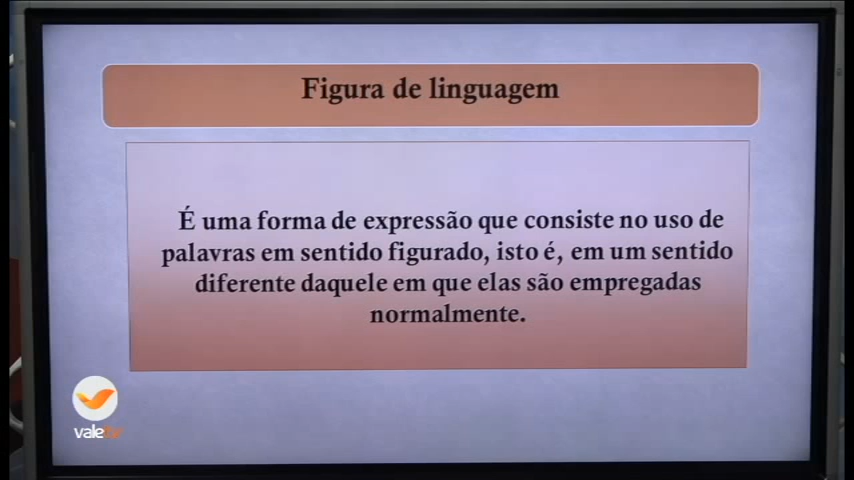 Figura de linguagem
É uma forma de expressão que consiste no uso de
palavras em sentido figurado, isto é, em um sentido
diferente daquele em que elas são empregadas
normalmente.
valetv